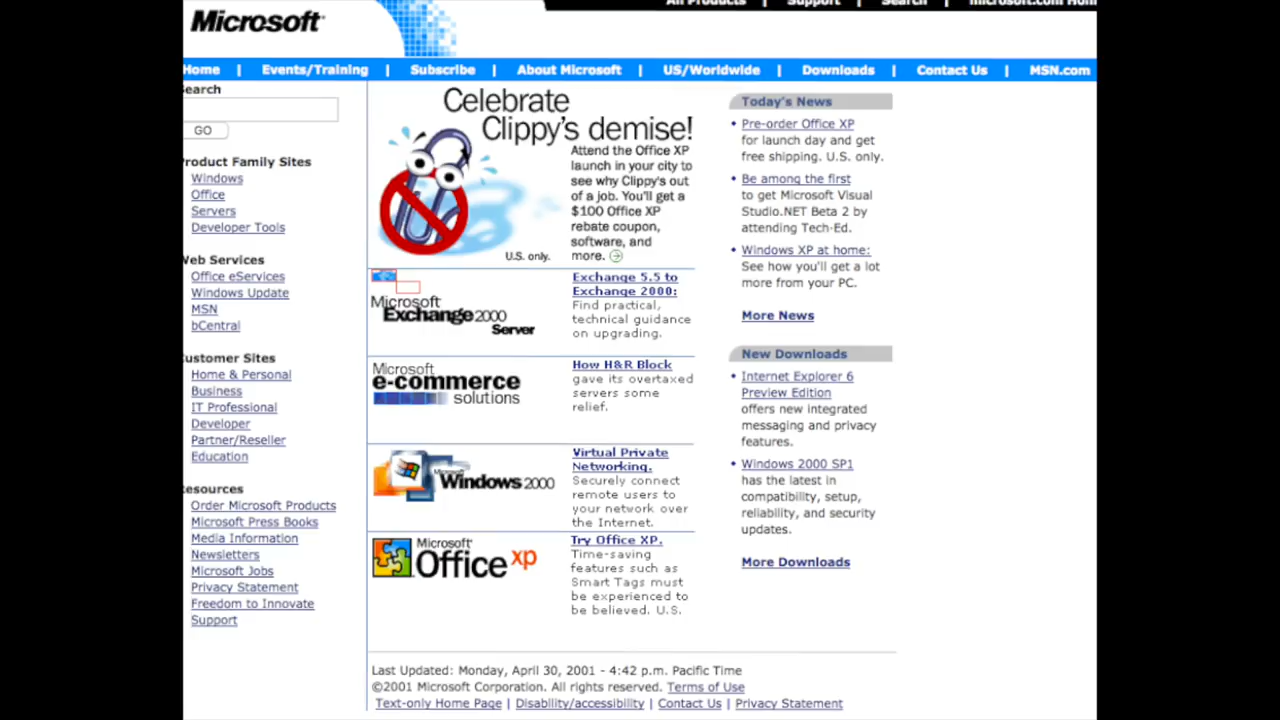 Microsoft
All Products | Support | Search | microsoft.com Home
Home | Events/Training | Subscribe | About Microsoft | US/Worldwide | Downloads | Contact Us | MSN.com
earch
GO
Product Family Sites
Windows
Office
Servers
Developer Tools
Web Services
Office eServices
Windows Update
MSN
bCentral
ustomer Sites
Home & Personal
Business
IT Professional
Developer
Partner/Reseller
Education
esources
Order Microsoft Products
Microsoft Press Books
Media Information
Newsletters
Microsoft Jobs
Privacy Statement
Freedom to Innovate
Support
Celebrate
Clippy's demise!
Attend the Office XP
launch in your city to
see why Clippy's out
of a job. You'll get a
$100 Office XP
rebate coupon,
software, and
more.
U.S. only.
Microsoft
Exchange 2000
Server
Exchange 5.5 to
Exchange 2000:
Find practical,
technical guidance
on upgrading.
Microsoft
e-commerce
solutions
How H&R Block
gave its overtaxed
servers some
relief.
Microsoft
Windows 2000
Virtual Private
Networking.
Securely connect
remote users to
your network over
the Internet.
Microsoft
Office xp
Try Office XP.
Time-saving
features such as
Smart Tags must
be experienced to
be believed. U.S.
Today's News
• Pre-order Office XP
for launch day and get
free shipping. U.S. only.
• Be among the first
to get Microsoft Visual
Studio.NET Beta 2 by
attending Tech-Ed.
• Windows XP at home:
See how you'll get a lot
more from your PC.
More News
New Downloads
• Internet Explorer 6
Preview Edition
offers new integrated
messaging and privacy
features.
• Windows 2000 SP1
has the latest in
compatibility, setup,
reliability, and security
updates.
More Downloads
Last Updated: Monday, April 30, 2001 - 4:42 p.m. Pacific Time
©2001 Microsoft Corporation. All rights reserved. Terms of Use
Text-only Home Page | Disability/accessibility | Contact Us | Privacy Statement